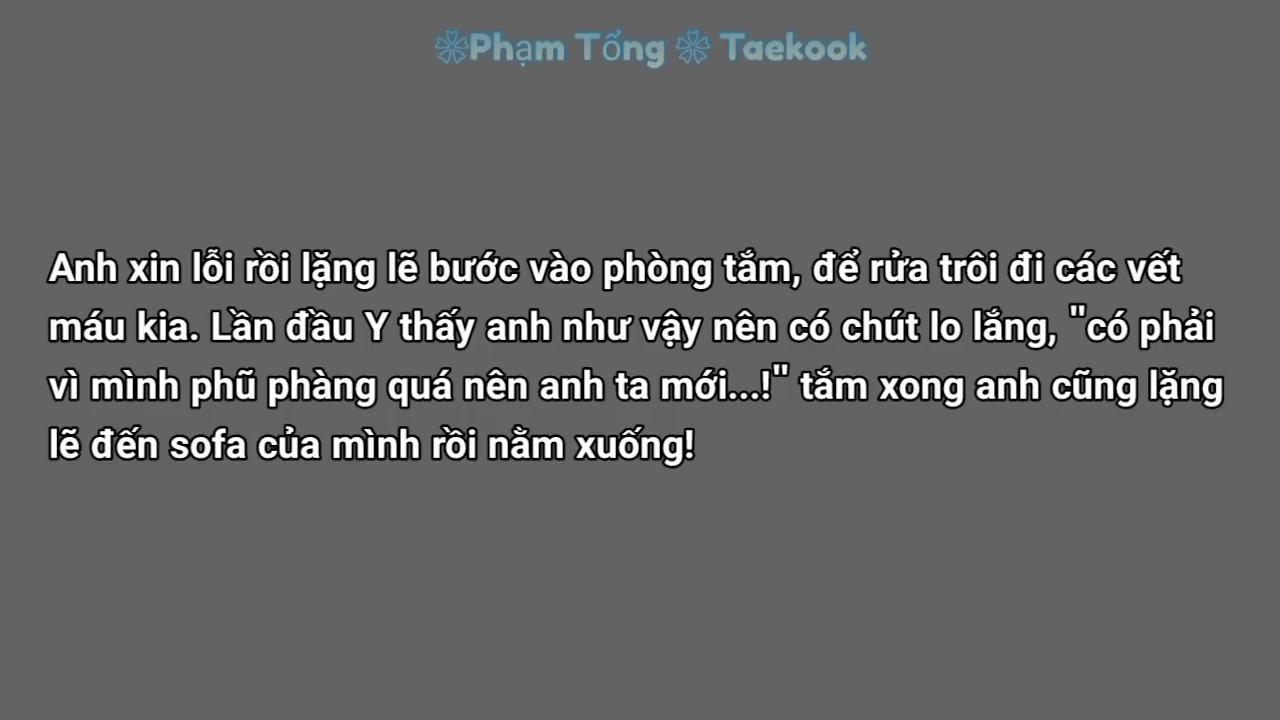 ❀Phạm Tổng ❀ Taekook
Anh xin lỗi rồi lặng lẽ bước vào phòng tắm, để rửa trôi đi các vết
máu kia. Lần đầu Y thấy anh như vậy nên có chút lo lắng, "có phải
vì mình phũ phàng quá nên anh ta mới...!" tắm xong anh cũng lặng
lẽ đến sofa của mình rồi nằm xuống!